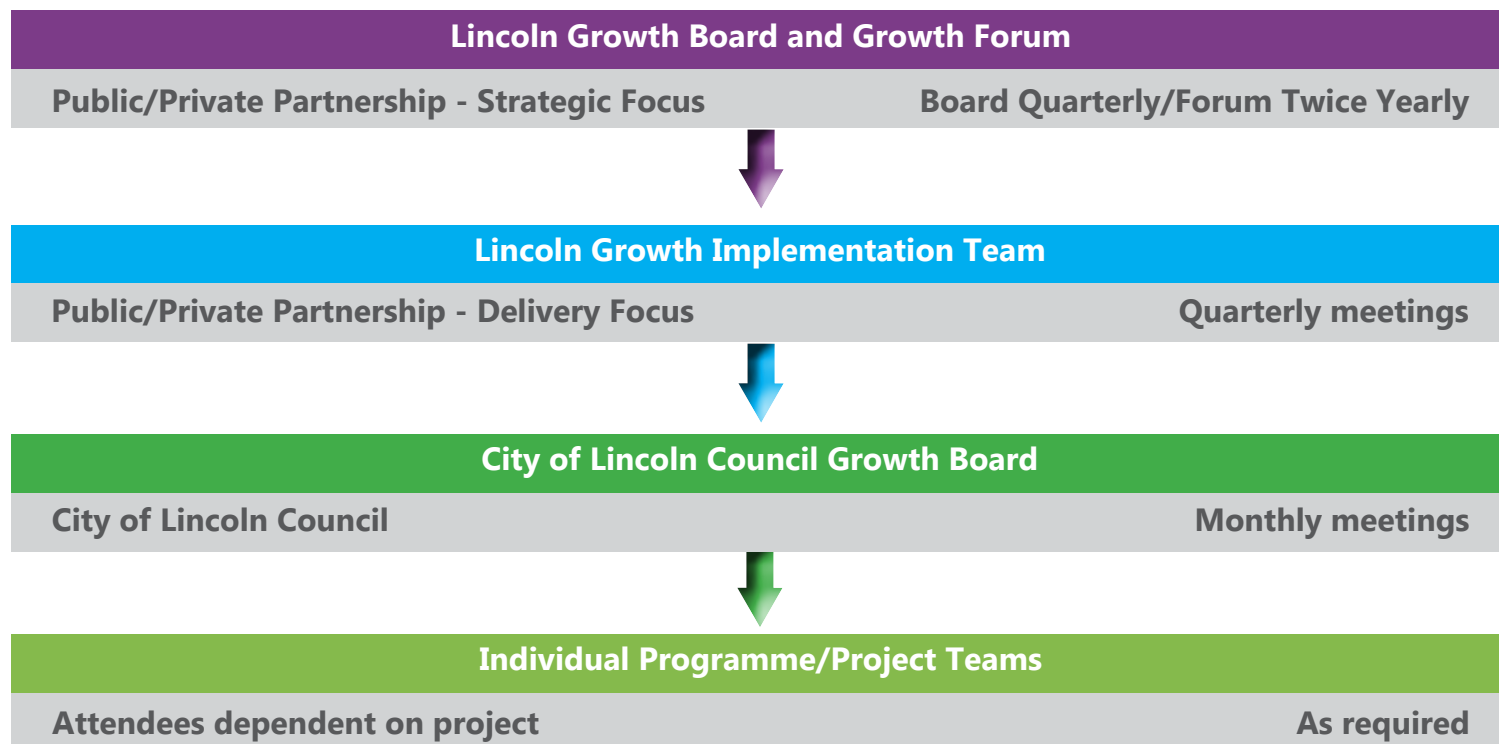 Lincoln Growth Board and Growth Forum
Public/Private Partnership - Strategic Focus Board Quarterly/Forum Twice Yearly
Lincoln Growth Implementation Team
Public/Private Partnership - Delivery Focus Quarterly meetings
City of Lincoln Council Growth Board
City of Lincoln Council Monthly meetings
Individual Programme/Project Teams
Attendees dependent on project As required